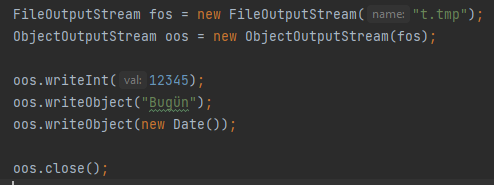 FileOutputStream fos = new FileOutputStream( name: "t.tmp");
ObjectOutputStream oos = new ObjectOutputStream(fos);
oos.writeInt( val: 12345);
oos.writeObject("Bugün");
oos.writeObject(new Date());
oos.close();